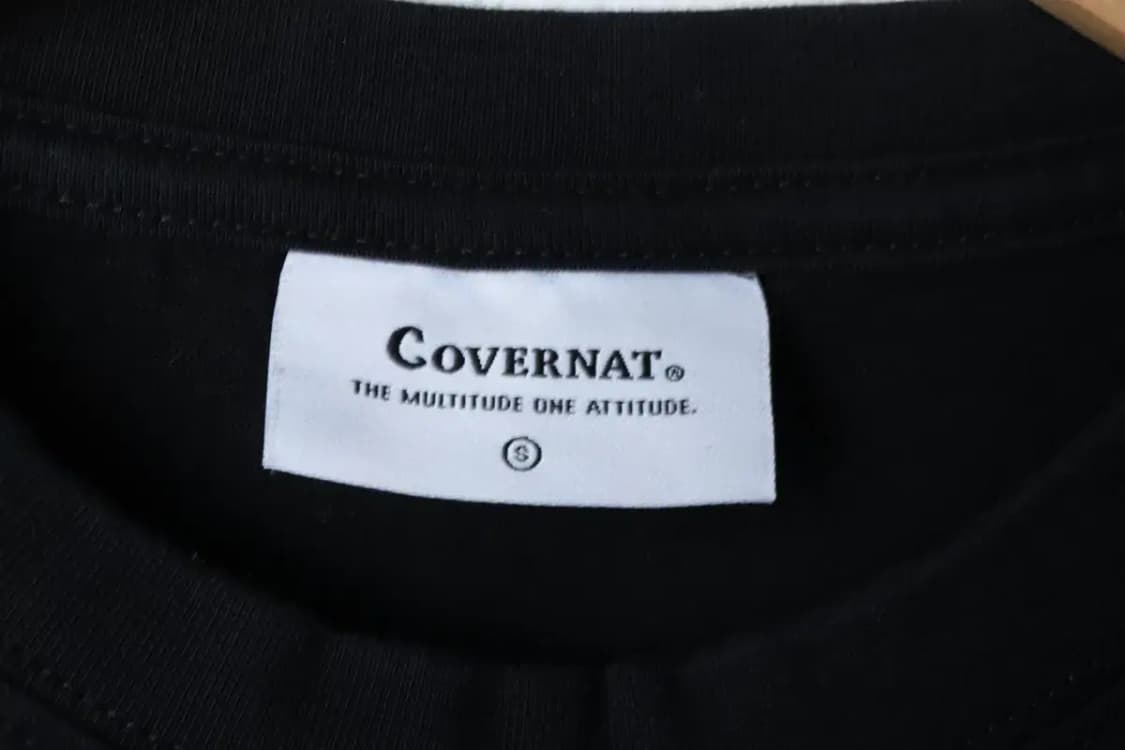 COVERNAT®
THE MULTITUDE ONE ATTITUDE.
S